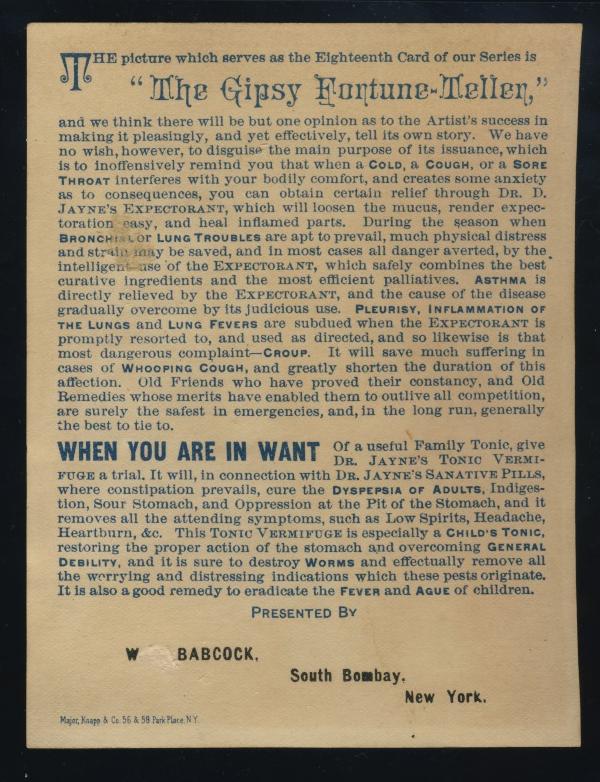 THE picture which serves as the Eighteenth Card of our Series is
"The Gipsy Fortune-Teller,"
and we think there will be but one opinion as to the Artist's success in
making it pleasingly, and yet effectively, tell its own story. We have
no wish, however, to disguise the main purpose of its issuance, which
is to inoffensively remind you that when a COLD, a COUGH, or a SORE
THROAT interferes with your bodily comfort, and creates some anxiety
as to consequences, you can obtain certain relief through DR. D.
JAYNE'S EXPECTORANT, which will loosen the mucus, render expec-
toration easy, and heal inflamed parts. During the season when
BRONCHIAL or LUNG TROUBLES are apt to prevail, much physical distress
and strain may be saved, and in most cases all danger averted, by the
intelligent use of the EXPECTORANT, which safely combines the best
curative ingredients and the most efficient palliatives. ASTHMA is
directly relieved by the EXPECTORANT, and the cause of the disease
gradually overcome by its judicious use. PLEURISY, INFLAMMATION OF
THE LUNGS and LUNG FEVERS are subdued when the EXPECTORANT is
promptly resorted to, and used as directed, and so likewise is that
most dangerous complaint—CROUP. It will save much suffering in
cases of WHOOPING COUGH, and greatly shorten the duration of this
affection. Old Friends who have proved their constancy, and Old
Remedies whose merits have enabled them to outlive all competition,
are surely the safest in emergencies, and, in the long run, generally
the best to tie to.
WHEN YOU ARE IN WANT Of a useful Family Tonic, give
DR. JAYNE'S TONIC VERMI-
FUGE a trial. It will, in connection with DR. JAYNE'S SANATIVE PILLS,
where constipation prevails, cure the DYSPEPSIA OF ADULTS, Indiges-
tion, Sour Stomach, and Oppression at the Pit of the Stomach, and it
removes all the attending symptoms, such as Low Spirits, Headache,
Heartburn, &c. This TONIC VERMIFUGE is especially a CHILD'S TONIC,
restoring the proper action of the stomach and overcoming GENERAL
DEBILITY, and it is sure to destroy WORMS and effectually remove all
the worrying and distressing indications which these pests originate.
It is also a good remedy to eradicate the FEVER and AGUE of children.
PRESENTED BY
W BABCOCK,
South Bombay,
New York.
Major, Knapp & Co. 56 & 58 Park Place. N.Y.